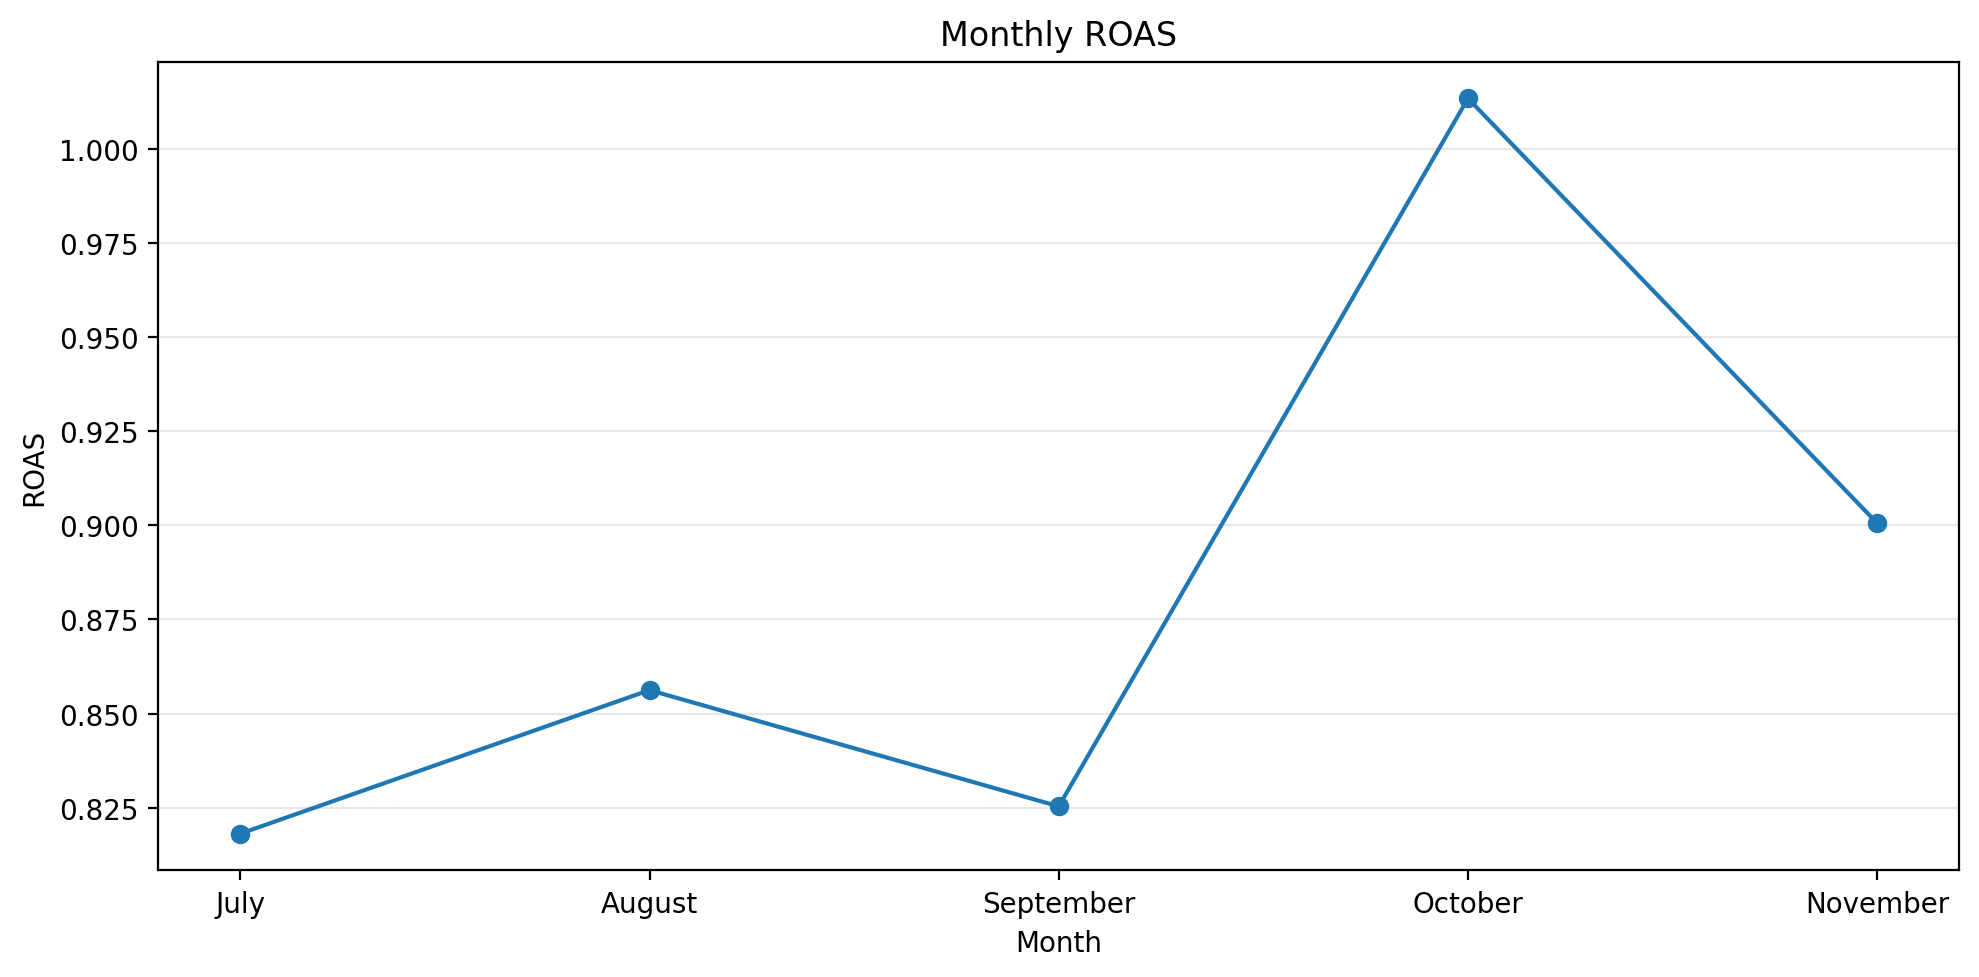 Monthly ROAS
1.000
0.975
0.950
0.925
0.900
0.875
0.850
0.825
ROAS
July August September October November
Month